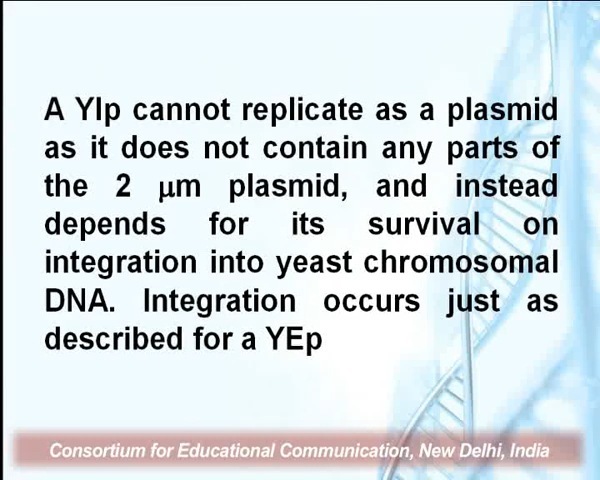 A YIp cannot replicate as a plasmid
as it does not contain any parts of
the 2 μm plasmid, and instead
depends for its survival on
integration into yeast chromosomal
DNA. Integration occurs just as
described for a YEp
Consortium for Educational Communication, New Delhi, India